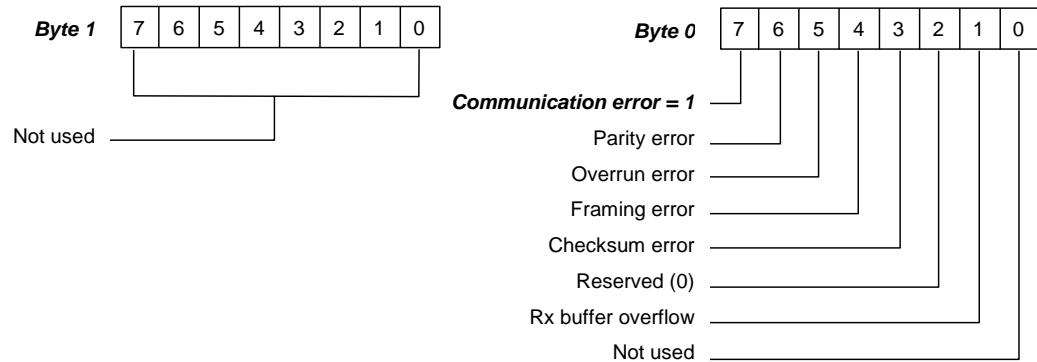 Byte 1 7 6 5 4 3 2 1 0
Not used
Byte 0 7 6 5 4 3 2 1 0
Communication error = 1
Parity error
Overrun error
Framing error
Checksum error
Reserved (0)
Rx buffer overflow
Not used